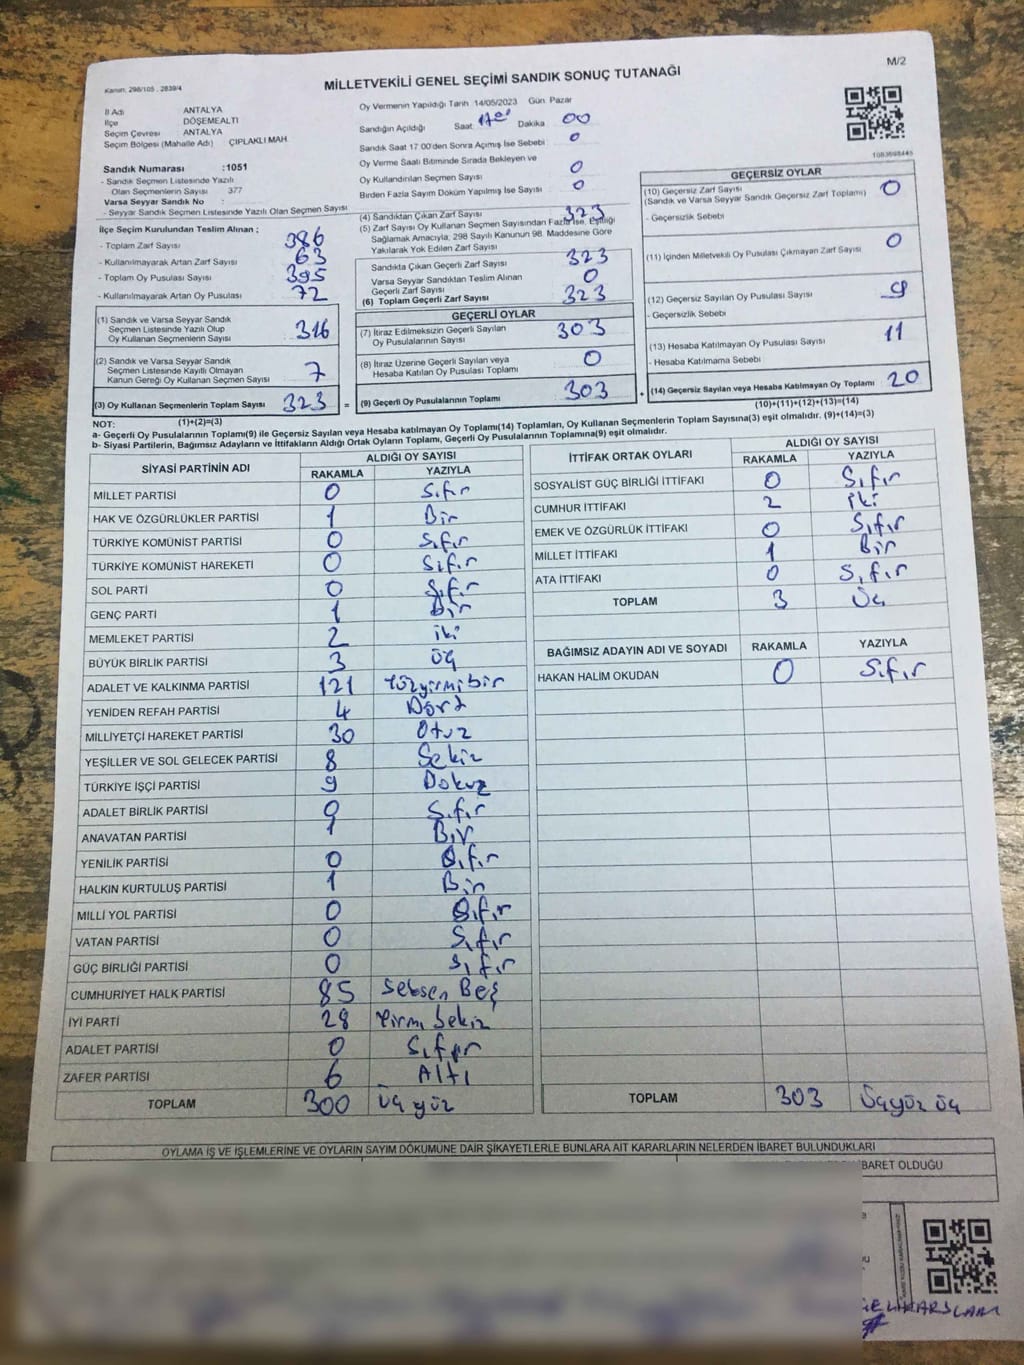 Kanun: 298/105 , 2839/4
MİLLETVEKİLİ GENEL SEÇİMİ SANDIK SONUÇ TUTANAĞI
M/2
İl Adı ANTALYA
İlçe DÖŞEMEALTI
Seçim Çevresi ANTALYA
Seçim Bölgesi (Mahalle Adı) ÇIPLAKLI MAH.
Sandık Numarası :1051
- Sandık Seçmen Listesinde Yazılı
Olan Seçmenlerin Sayısı 377
Varsa Seyyar Sandık No :
- Seyyar Sandık Seçmen Listesinde Yazılı Olan Seçmen Sayısı
Oy Vermenin Yapıldığı Tarih 14/05/2023 Gün Pazar
Sandığın Açıldığı Saat Dakika 00
Sandık Saat 17 00'den Sonra Açımış İse Sebebi : 0
Oy Verme Saati Bitiminde Sırada Bekleyen ve
Oy Kullandırılan Seçmen Sayısı 0
Birden Fazla Sayım Döküm Yapılmış İse Sayısı 0
1083698445
İlçe Seçim Kurulundan Teslim Alınan ;
- Toplam Zarf Sayısı 386
- Kullanılmayarak Artan Zarf Sayısı 63
- Toplam Oy Pusulası Sayısı 395
- Kullanılmayarak Artan Oy Pusulası 72
(1) Sandık ve Varsa Seyyar Sandık
Seçmen Listesinde Yazılı Olup
Oy Kullanan Seçmenlerin Sayısı 316
(2) Sandık ve Varsa Seyyar Sandık
Seçmen Listesinde Kayıtlı Olmayan
Kanun Gereği Oy Kullanan Seçmen Sayısı 7
(3) Oy Kullanan Seçmenlerin Toplam Sayısı 323 =
(4) Sandıktan Çıkan Zarf Sayısı 323
(5) Zarf Sayısı Oy Kullanan Seçmen Sayısından Fazla İse, Eşitliği
Sağlamak Amacıyla, 298 Sayılı Kanunun 98. Maddesine Göre
Yakılarak Yok Edilen Zarf Sayısı
Sandıkta Çıkan Geçerli Zarf Sayısı 323
Varsa Seyyar Sandıktan Teslim Alınan
Geçerli Zarf Sayısı 0
(6) Toplam Geçerli Zarf Sayısı 323
GEÇERLİ OYLAR
(7) İtiraz Edilmeksizin Geçerli Sayılan
Oy Pusulalarının Sayısı 303
(8) İtiraz Üzerine Geçerli Sayılan veya
Hesaba Katılan Oy Pusulası Toplamı 0
(9) Geçerli Oy Pusulalarının Toplamı 303 +
GEÇERSİZ OYLAR
(10) Geçersiz Zarf Sayısı
(Sandık ve Varsa Seyyar Sandık Geçersiz Zarf Toplamı) 0
- Geçersizlik Sebebi
(11) İçinden Milletvekili Oy Pusulası Çıkmayan Zarf Sayısı 0
(12) Geçersiz Sayılan Oy Pusulası Sayısı 9
- Geçersizlik Sebebi
(13) Hesaba Katılmayan Oy Pusulası Sayısı 11
- Hesaba Katılmama Sebebi
(14) Geçersiz Sayılan veya Hesaba Katılmayan Oy Toplamı 20
NOT: (1)+(2)=(3)
(10)+(11)+(12)+(13)=(14)
a- Geçerli Oy Pusulalarının Toplamı(9) ile Geçersiz Sayılan veya Hesaba katılmayan Oy Toplamı(14) Toplamları, Oy Kullanan Seçmenlerin Toplam Sayısına(3) eşit olmalıdır. (9)+(14)=(3)
b- Siyasi Partilerin, Bağımsız Adayların ve İttifakların Aldığı Ortak Oyların Toplamı, Geçerli Oy Pusulalarının Toplamına(9) eşit olmalıdır.
SİYASİ PARTİNİN ADI ALDIĞI OY SAYISI
RAKAMLA YAZIYLA
MİLLET PARTİSİ 0 Sıfır
HAK VE ÖZGÜRLÜKLER PARTİSİ 1 Bir
TÜRKİYE KOMÜNİST PARTİSİ 0 Sıfır
TÜRKİYE KOMÜNİST HAREKETİ 0 Sıfır
SOL PARTİ 0 Sıfır
GENÇ PARTİ 1 Bir
MEMLEKET PARTİSİ 2 iki
BÜYÜK BİRLİK PARTİSİ 3 üç
ADALET VE KALKINMA PARTİSİ 121 Yüzyirmibir
YENİDEN REFAH PARTİSİ 4 Dört
MİLLİYETÇİ HAREKET PARTİSİ 30 Otuz
YEŞİLLER VE SOL GELECEK PARTİSİ 8 Sekiz
TÜRKİYE İŞÇİ PARTİSİ 9 Dokuz
ADALET BİRLİK PARTİSİ 0 Sıfır
ANAVATAN PARTİSİ 1 Bir
YENİLİK PARTİSİ 0 Sıfır
HALKIN KURTULUŞ PARTİSİ 1 Bir
MİLLİ YOL PARTİSİ 0 Sıfır
VATAN PARTİSİ 0 Sıfır
GÜÇ BİRLİĞİ PARTİSİ 0 Sıfır
CUMHURİYET HALK PARTİSİ 85 Seksen Beş
İYİ PARTİ 28 Yirmi Sekiz
ADALET PARTİSİ 0 Sıfır
ZAFER PARTİSİ 6 Altı
TOPLAM 300 Üç yüz
İTTİFAK ORTAK OYLARI ALDIĞI OY SAYISI
RAKAMLA YAZIYLA
SOSYALİST GÜÇ BİRLİĞİ İTTİFAKI 0 Sıfır
CUMHUR İTTİFAKI 2 iki
EMEK VE ÖZGÜRLÜK İTTİFAKI 0 Sıfır
MİLLET İTTİFAKI 1 Bir
ATA İTTİFAKI 0 Sıfır
TOPLAM 3 Üç
BAĞIMSIZ ADAYIN ADI VE SOYADI RAKAMLA YAZIYLA
HAKAN HALİM OKUDAN 0 Sıfır
TOPLAM 303 Üçyüz üç
OYLAMA İŞ VE İŞLEMLERİNE VE OYLARIN SAYIM DÖKÜMÜNE DAİR ŞİKAYETLERLE BUNLARA AİT KARARLARIN NELERDEN İBARET BULUNDUKLARI
İBARET OLDUĞU